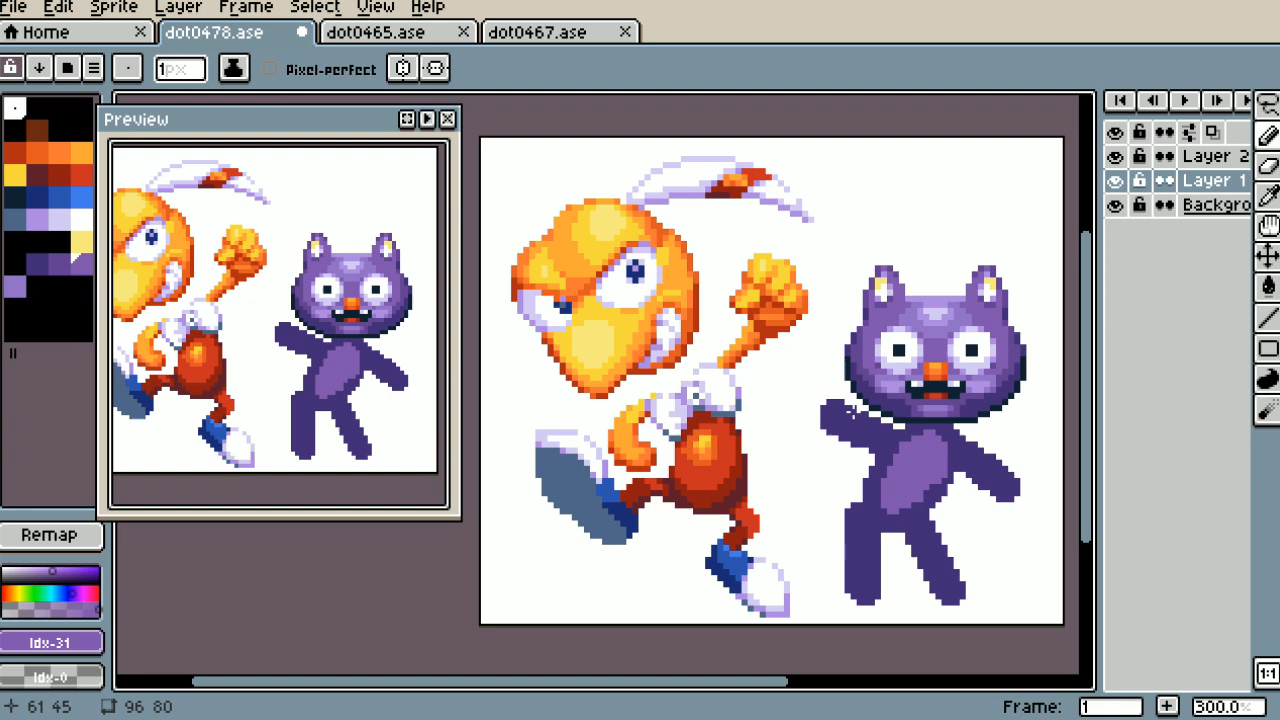 File Edit Sprite Layer Frame Select View Help
Home dot0478.ase dot0465.ase dot0467.ase
1px Pixel-perfect
Preview
Layer 2
Layer 1
Backgro
Remap
Idx-31
Idx-0
1:1
61 45 96 80 Frame: 1 300.0%